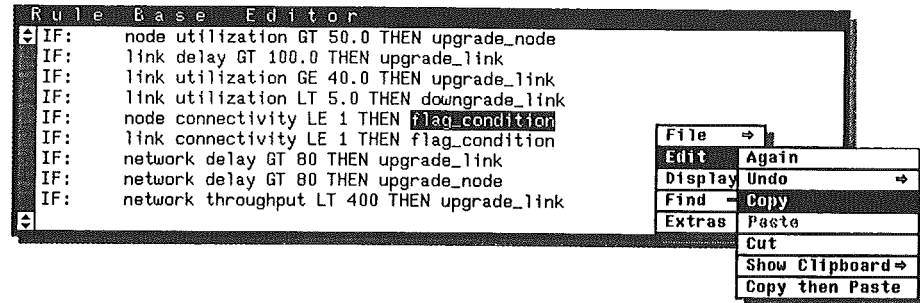 Rule Base Editor
IF: node utilization GT 50.0 THEN upgrade_node
IF: link delay GT 100.0 THEN upgrade_link
IF: link utilization GE 40.0 THEN upgrade_link
IF: link utilization LT 5.0 THEN downgrade_link
IF: node connectivity LE 1 THEN flag_condition
IF: link connectivity LE 1 THEN flag_condition
IF: network delay GT 80 THEN upgrade_link
IF: network delay GT 80 THEN upgrade_node
IF: network throughput LT 400 THEN upgrade_link
File ⇒
Edit
Display
Find
Extras
Again
Undo ⇒
Copy
Paste
Cut
Show Clipboard ⇒
Copy then Paste